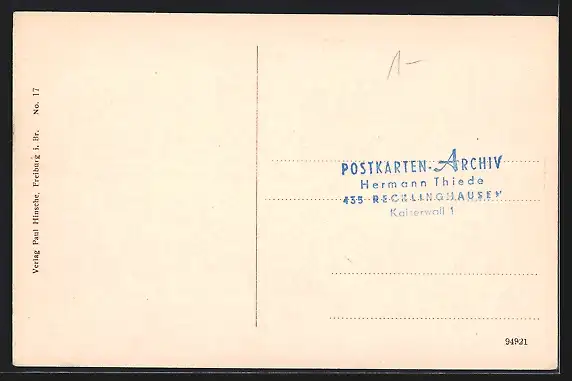 Verlag Paul Hinsche, Freiburg i. Br. No. 17
1-
POSTKARTEN-ARCHIV
Hermann Thiede
435 RECKLINGHAUSEN
Kaiserwall 1
94921